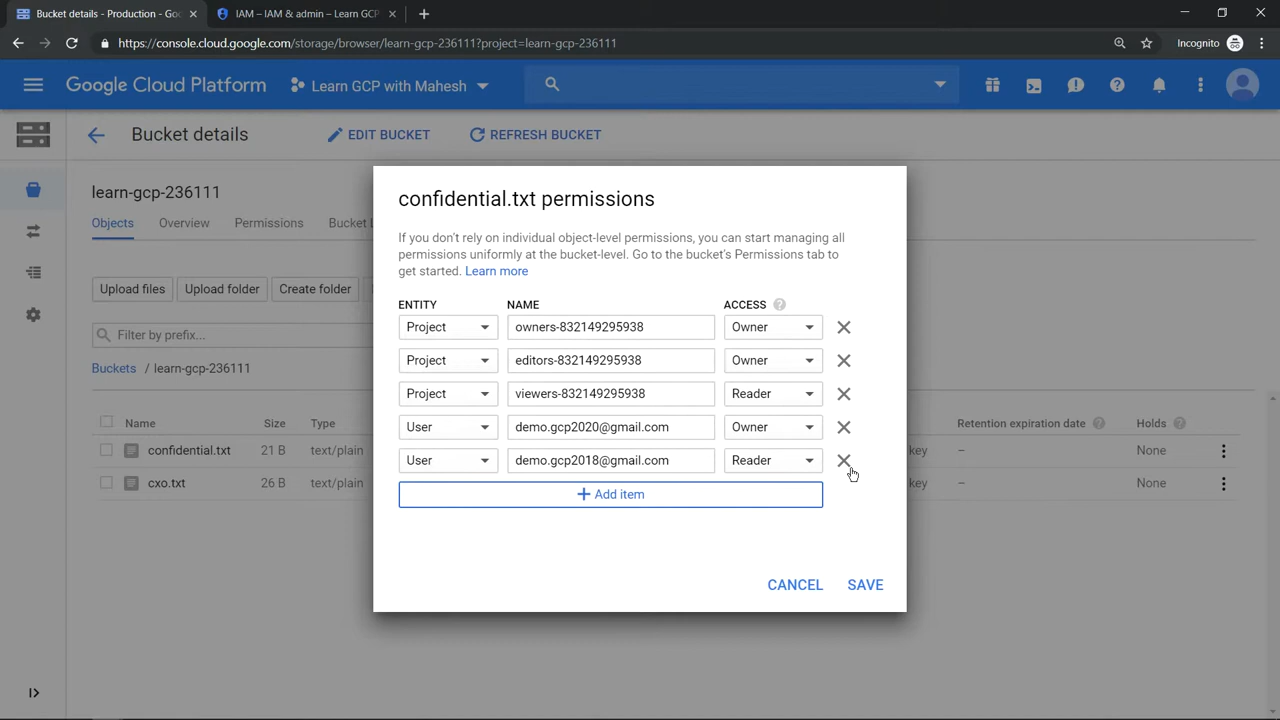 Bucket details - Production - Goo
IAM – IAM & admin – Learn GCP
https://console.cloud.google.com/storage/browser/learn-gcp-236111?project=learn-gcp-236111
Incognito
Google Cloud Platform
Learn GCP with Mahesh
Bucket details
EDIT BUCKET
REFRESH BUCKET
learn-gcp-236111
Objects
Overview
Permissions
Bucket L
Upload files
Upload folder
Create folder
Filter by prefix...
Buckets / learn-gcp-236111
Name Size Type Retention expiration date Holds
confidential.txt 21 B text/plain key – None
cxo.txt 26 B text/plain key – None
confidential.txt permissions
If you don't rely on individual object-level permissions, you can start managing all
permissions uniformly at the bucket-level. Go to the bucket's Permissions tab to
get started. Learn more
ENTITY NAME ACCESS
Project owners-832149295938 Owner
Project editors-832149295938 Owner
Project viewers-832149295938 Reader
User demo.gcp2020@gmail.com Owner
User demo.gcp2018@gmail.com Reader
+ Add item
CANCEL SAVE